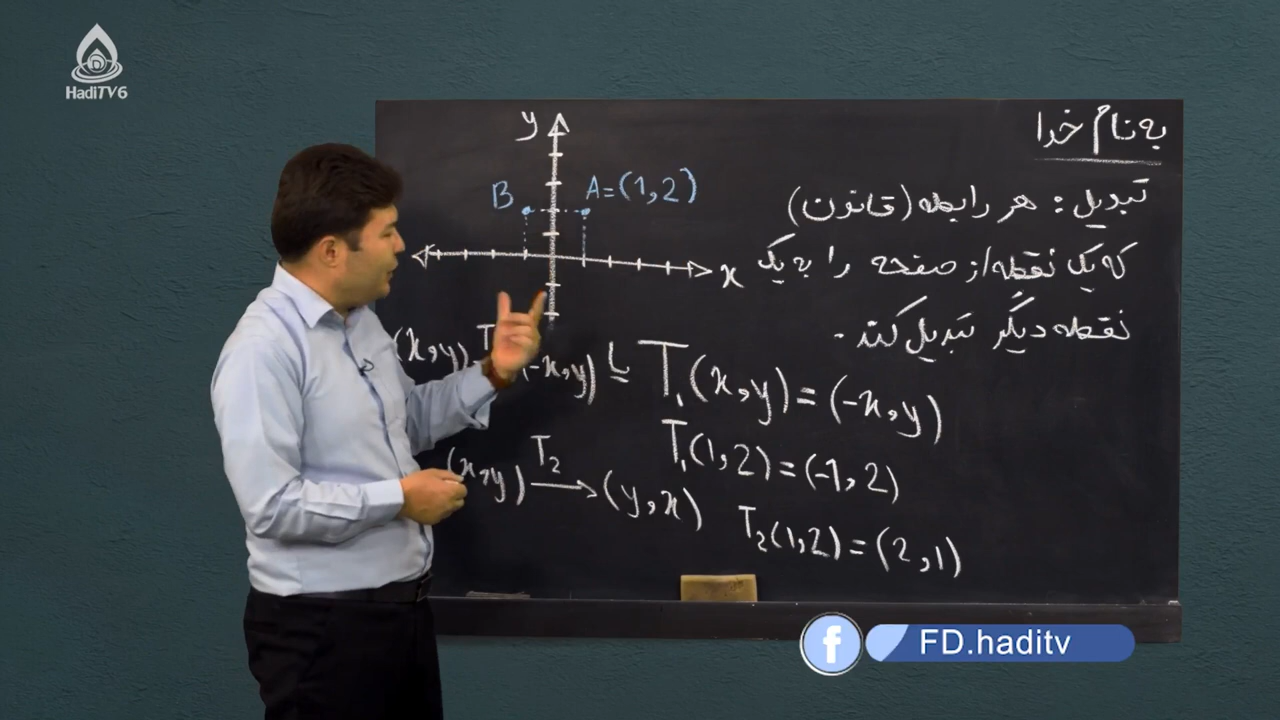 HadiTV6
به نام خدا
تبدیل: هر رابطه (قانون)
که یک نقطه از صفحه را به یک
نقطه دیگر تبدیل کند.
y
B
A=(1,2)
x
(x,y) T (-x,y) یا T₁(x,y)=(-x,y)
T₁(1,2)=(-1,2)
(x,y) T₂ → (y,x)
T₂(1,2)=(2,1)
f FD.haditv